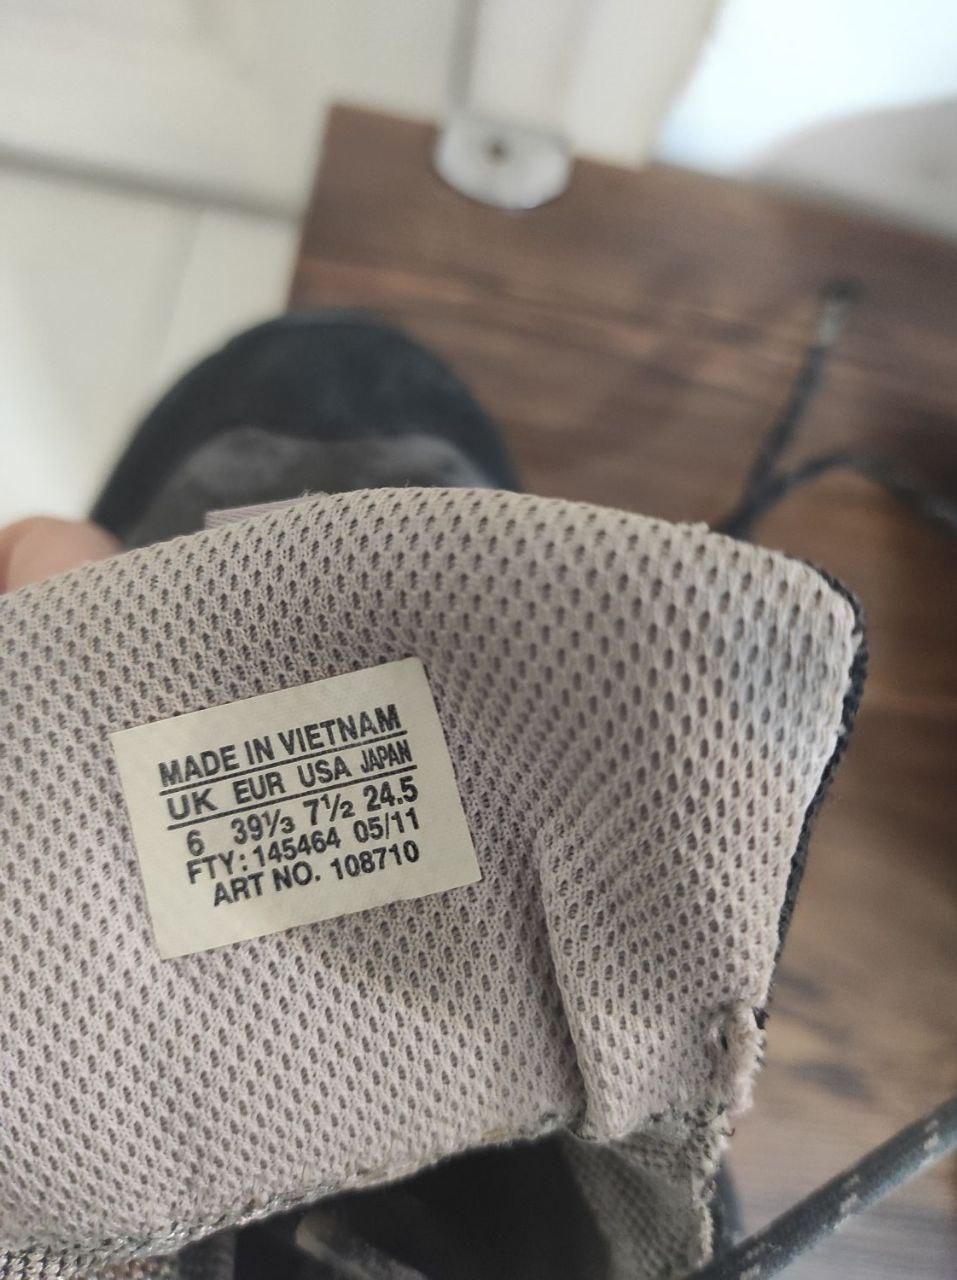 MADE IN VIETNAM
UK EUR USA JAPAN
6 39⅓ 7½ 24.5
FTY: 145464 05/11
ART NO. 108710